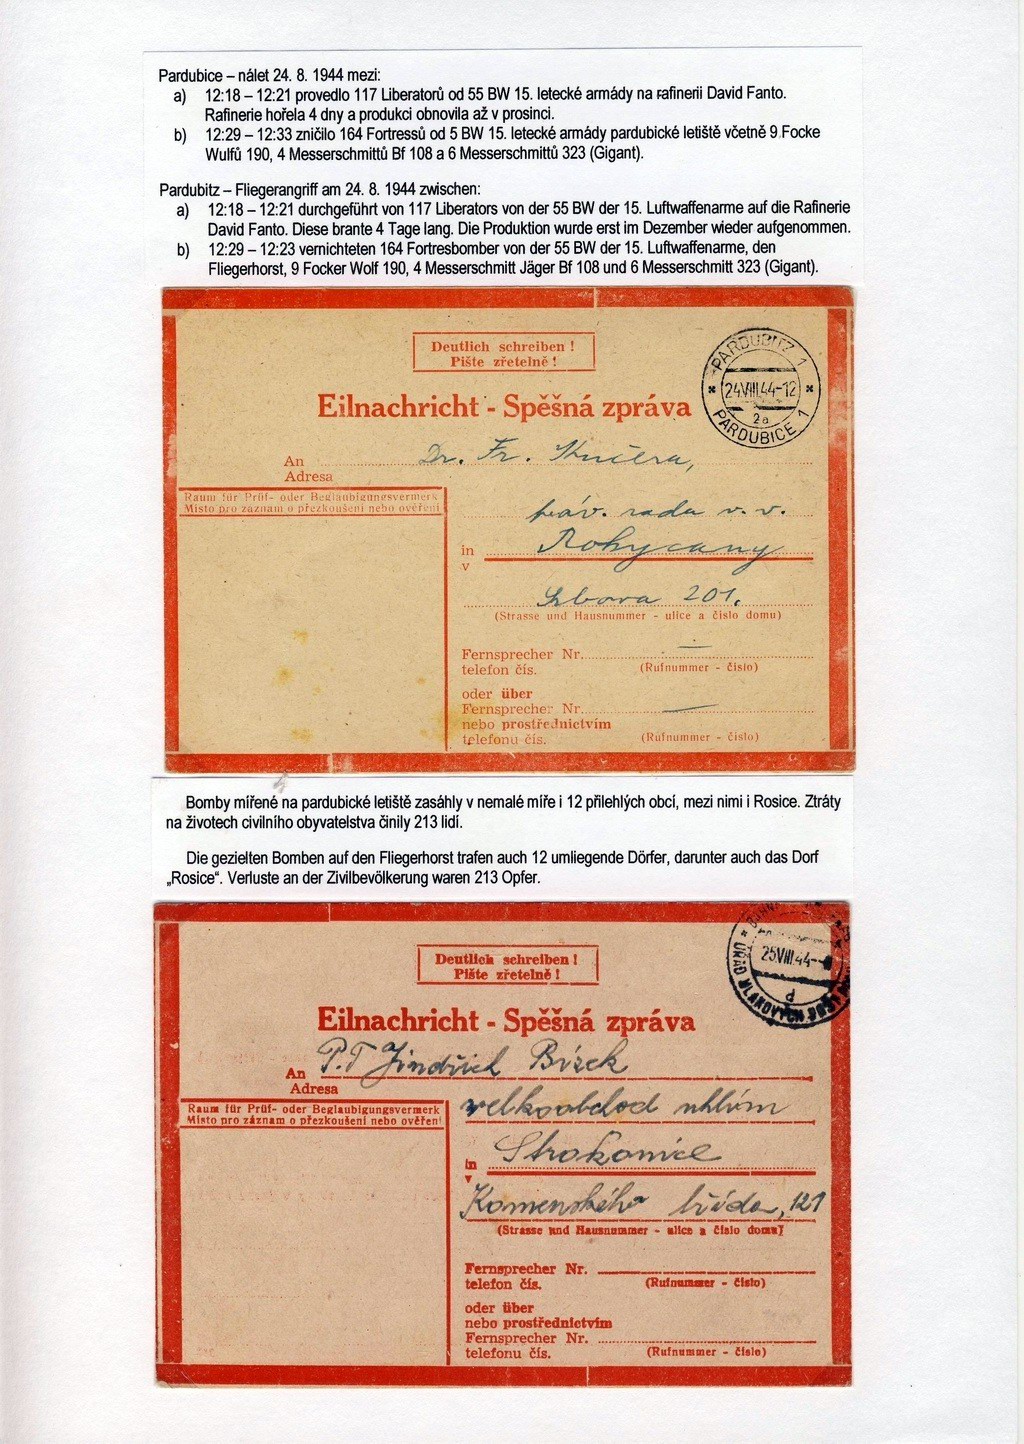 Pardubice – nálet 24. 8. 1944 mezi:
a) 12:18 – 12:21 provedlo 117 Liberatorů od 55 BW 15. letecké armády na rafinerii David Fanto.
Rafinerie hořela 4 dny a produkci obnovila až v prosinci.
b) 12:29 – 12:33 zničilo 164 Fortressů od 5 BW 15. letecké armády pardubické letiště včetně 9.Focke
Wulfů 190, 4 Messerschmittů Bf 108 a 6 Messerschmittů 323 (Gigant).
Pardubitz – Fliegerangriff am 24. 8. 1944 zwischen:
a) 12:18 – 12:21 durchgeführt von 117 Liberators von der 55 BW der 15. Luftwaffenarme auf die Rafinerie
David Fanto. Diese brante 4 Tage lang. Die Produktion wurde erst im Dezember wieder aufgenommen.
b) 12:29 – 12:23 vernichteten 164 Fortresbomber von der 55 BW der 15. Luftwaffenarme, den
Fliegerhorst, 9 Focker Wolf 190, 4 Messerschmitt Jäger Bf 108 und 6 Messerschmitt 323 (Gigant).
Deutlich schreiben !
Pište zřetelně !
PARDUBITZ 1
24.VIII.44-12
2a
PARDUBICE 1
Eilnachricht - Spěšná zpráva
An Dr. Fr. Kučera,
Adresa
Raum für Prüf- oder Beglaubigungsvermerk
Místo pro záznam o přezkoušení nebo ověření
práv. rada v. v.
in Rokycany
v
201.
(Strasse und Hausnummer - ulice a číslo domu)
Fernsprecher Nr. —
telefon čís. (Rufnummer - číslo)
oder über
Fernsprecher Nr. —
nebo prostřednictvím
telefonu čís. (Rufnummer - číslo)
Bomby mířené na pardubické letiště zasáhly v nemalé míře i 12 přilehlých obcí, mezi nimi i Rosice. Ztráty
na životech civilního obyvatelstva činily 213 lidí.
Die gezielten Bomben auf den Fliegerhorst trafen auch 12 umliegende Dörfer, darunter auch das Dorf
„Rosice“. Verluste an der Zivilbevölkerung waren 213 Opfer.
Deutlich schreiben !
Pište zřetelně !
25.VIII.44
d
ÚŘAD VLAKOVÝCH POŠT
Eilnachricht - Spěšná zpráva
An P.T Jindřich Bízek
Adresa
Raum für Prüf- oder Beglaubigungsvermerk
Místo pro záznam o přezkoušení nebo ověření
velkoobchod uhlím
in Strakonice
v
Komenského třída, 121
(Strasse und Hausnummer - ulice a číslo domu)
Fernsprecher Nr.
telefon čís. (Rufnummer - číslo)
oder über
nebo prostřednictvím
Fernsprecher Nr.
telefonu čís. (Rufnummer - číslo)